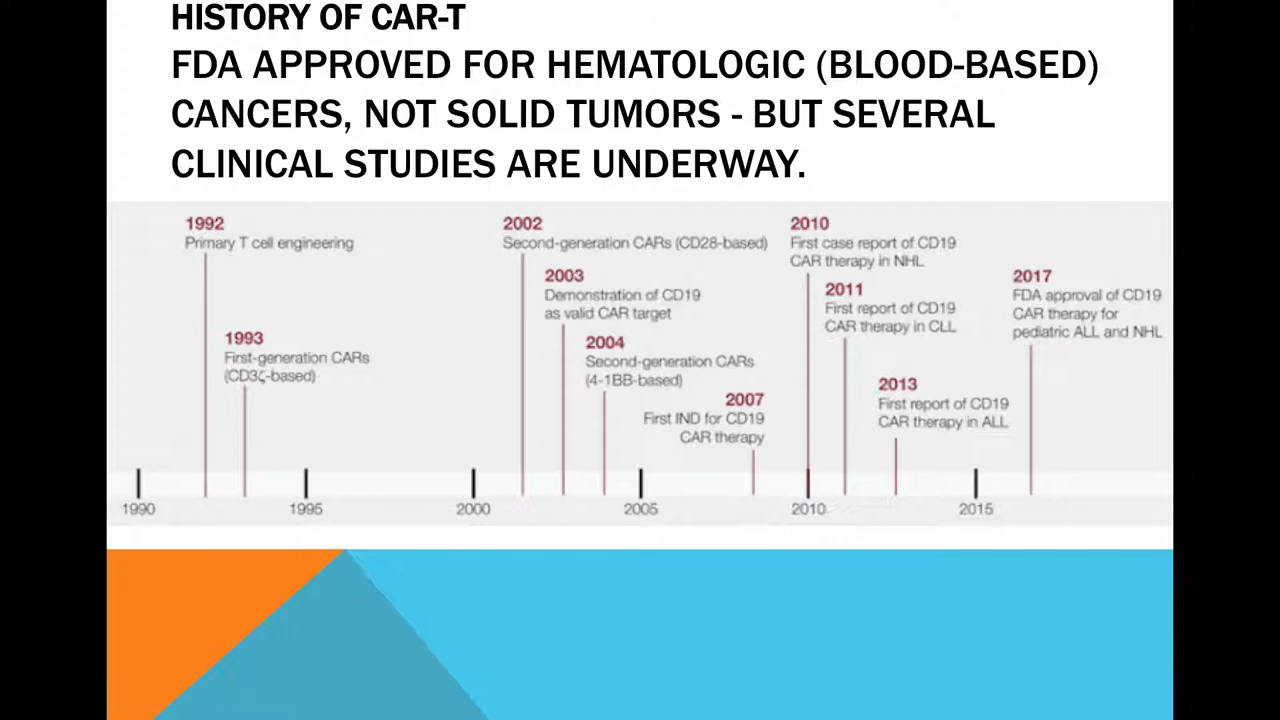 HISTORY OF CAR-T
FDA APPROVED FOR HEMATOLOGIC (BLOOD-BASED)
CANCERS, NOT SOLID TUMORS - BUT SEVERAL
CLINICAL STUDIES ARE UNDERWAY.
1992
Primary T cell engineering
1993
First-generation CARs
(CD3ζ-based)
2002
Second-generation CARs (CD28-based)
2003
Demonstration of CD19
as valid CAR target
2004
Second-generation CARs
(4-1BB-based)
2007
First IND for CD19
CAR therapy
2010
First case report of CD19
CAR therapy in NHL
2011
First report of CD19
CAR therapy in CLL
2013
First report of CD19
CAR therapy in ALL
2017
FDA approval of CD19
CAR therapy for
pediatric ALL and NHL
1990 1995 2000 2005 2010 2015